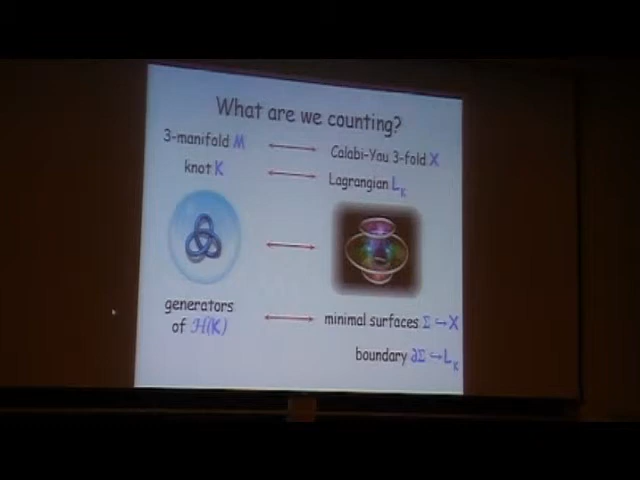 What are we counting?
3-manifold M
Calabi-Yau 3-fold X
knot K
Lagrangian L_K
generators
of ℋ(K)
minimal surfaces Σ ↪ X
boundary ∂Σ ↪ L_K